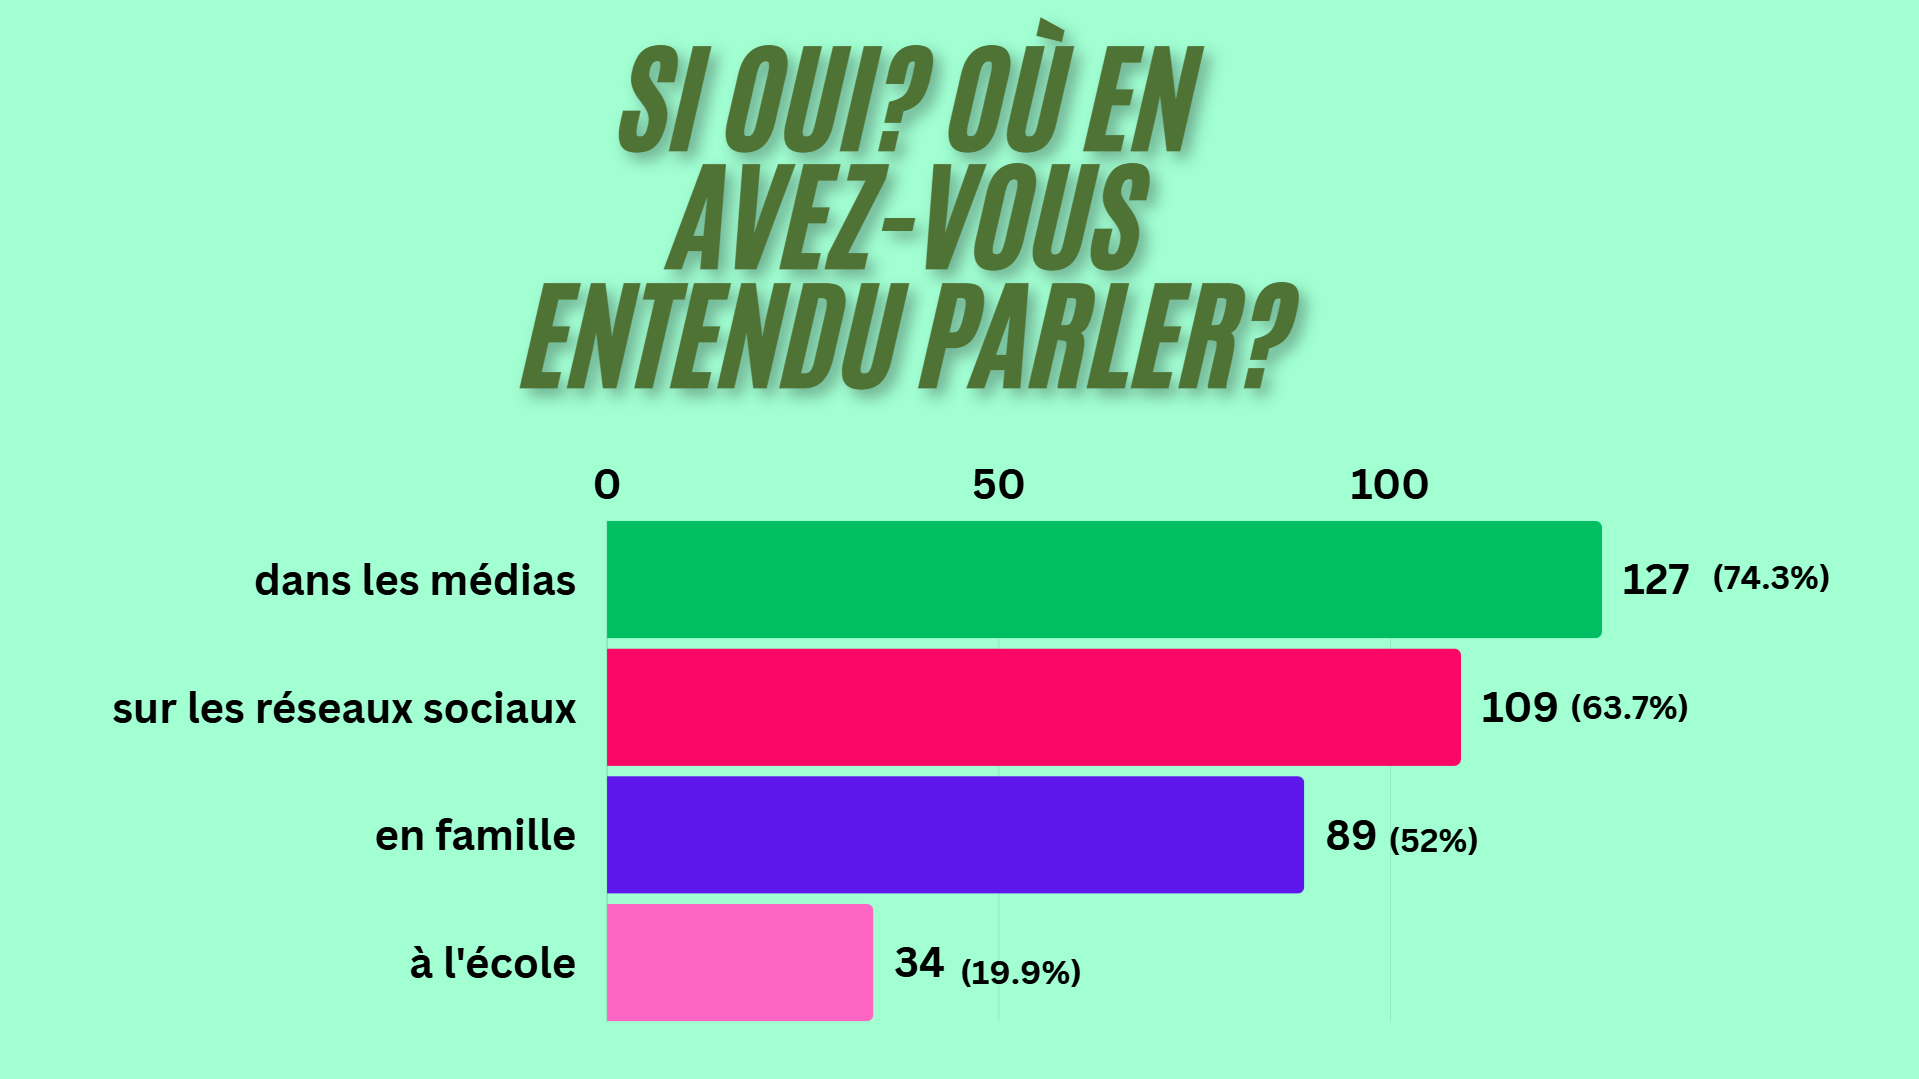 SI OUI? OÙ EN
AVEZ-VOUS
ENTENDU PARLER?
0 50 100
dans les médias 127 (74.3%)
sur les réseaux sociaux 109 (63.7%)
en famille 89 (52%)
à l'école 34 (19.9%)